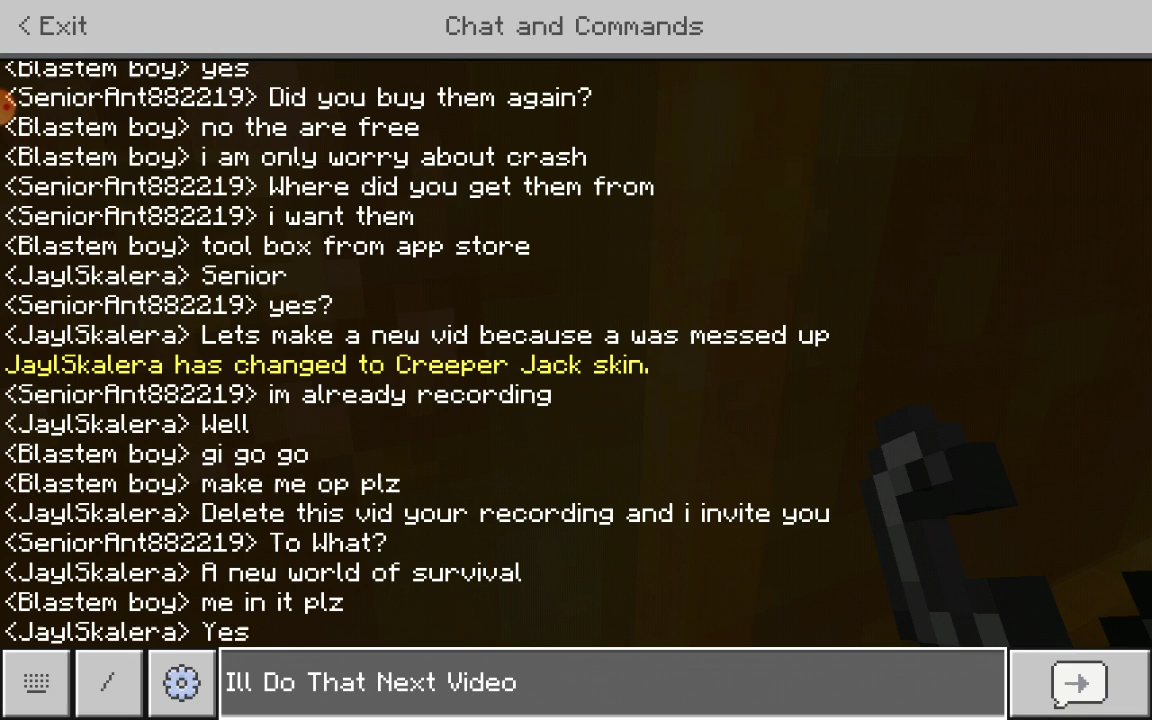 < Exit
Chat and Commands
<Blastem boy> yes
<SeniorAnt882219> Did you buy them again?
<Blastem boy> no the are free
<Blastem boy> i am only worry about crash
<SeniorAnt882219> Where did you get them from
<SeniorAnt882219> i want them
<Blastem boy> tool box from app store
<JaylSkalera> Senior
<SeniorAnt882219> yes?
<JaylSkalera> Lets make a new vid because a was messed up
JaylSkalera has changed to Creeper Jack skin.
<SeniorAnt882219> im already recording
<JaylSkalera> Well
<Blastem boy> gi go go
<Blastem boy> make me op plz
<JaylSkalera> Delete this vid your recording and i invite you
<SeniorAnt882219> To What?
<JaylSkalera> A new world of survival
<Blastem boy> me in it plz
<JaylSkalera> Yes
/
Ill Do That Next Video